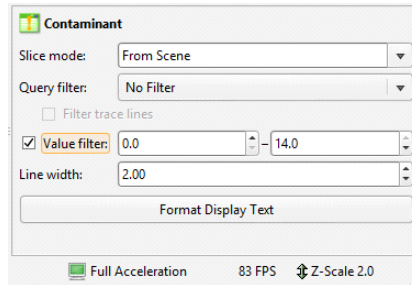 Contaminant
Slice mode: From Scene
Query filter: No Filter
Filter trace lines
Value filter: 0.0 – 14.0
Line width: 2.00
Format Display Text
Full Acceleration 83 FPS Z-Scale 2.0